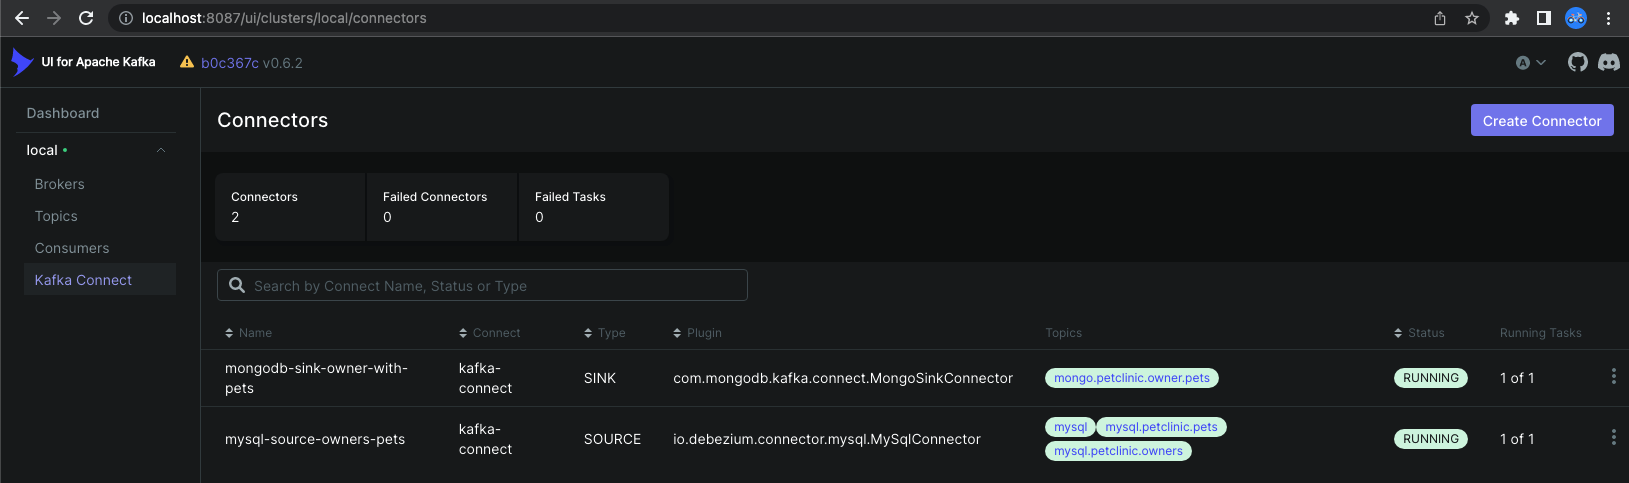 localhost:8087/ui/clusters/local/connectors
UI for Apache Kafka b0c367c v0.6.2 A
Dashboard
local
Brokers
Topics
Consumers
Kafka Connect
Connectors
Create Connector
Connectors Failed Connectors Failed Tasks
2 0 0
Search by Connect Name, Status or Type
Name Connect Type Plugin Topics Status Running Tasks
mongodb-sink-owner-with-
pets
kafka-
connect
SINK
com.mongodb.kafka.connect.MongoSinkConnector
mongo.petclinic.owner.pets
RUNNING
1 of 1
mysql-source-owners-pets
kafka-
connect
SOURCE
io.debezium.connector.mysql.MySqlConnector
mysql mysql.petclinic.pets
mysql.petclinic.owners
RUNNING
1 of 1